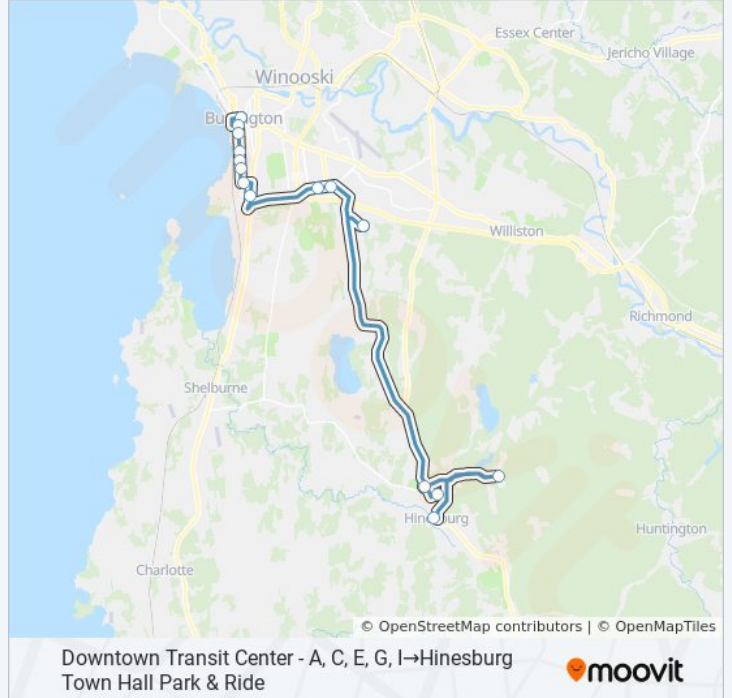 Essex Center
Jericho Village
Winooski
Burlington
Williston
Richmond
Shelburne
Hinesburg
Huntington
Charlotte
© OpenStreetMap contributors | © OpenMapTiles
Downtown Transit Center - A, C, E, G, I→Hinesburg
Town Hall Park & Ride
moovit